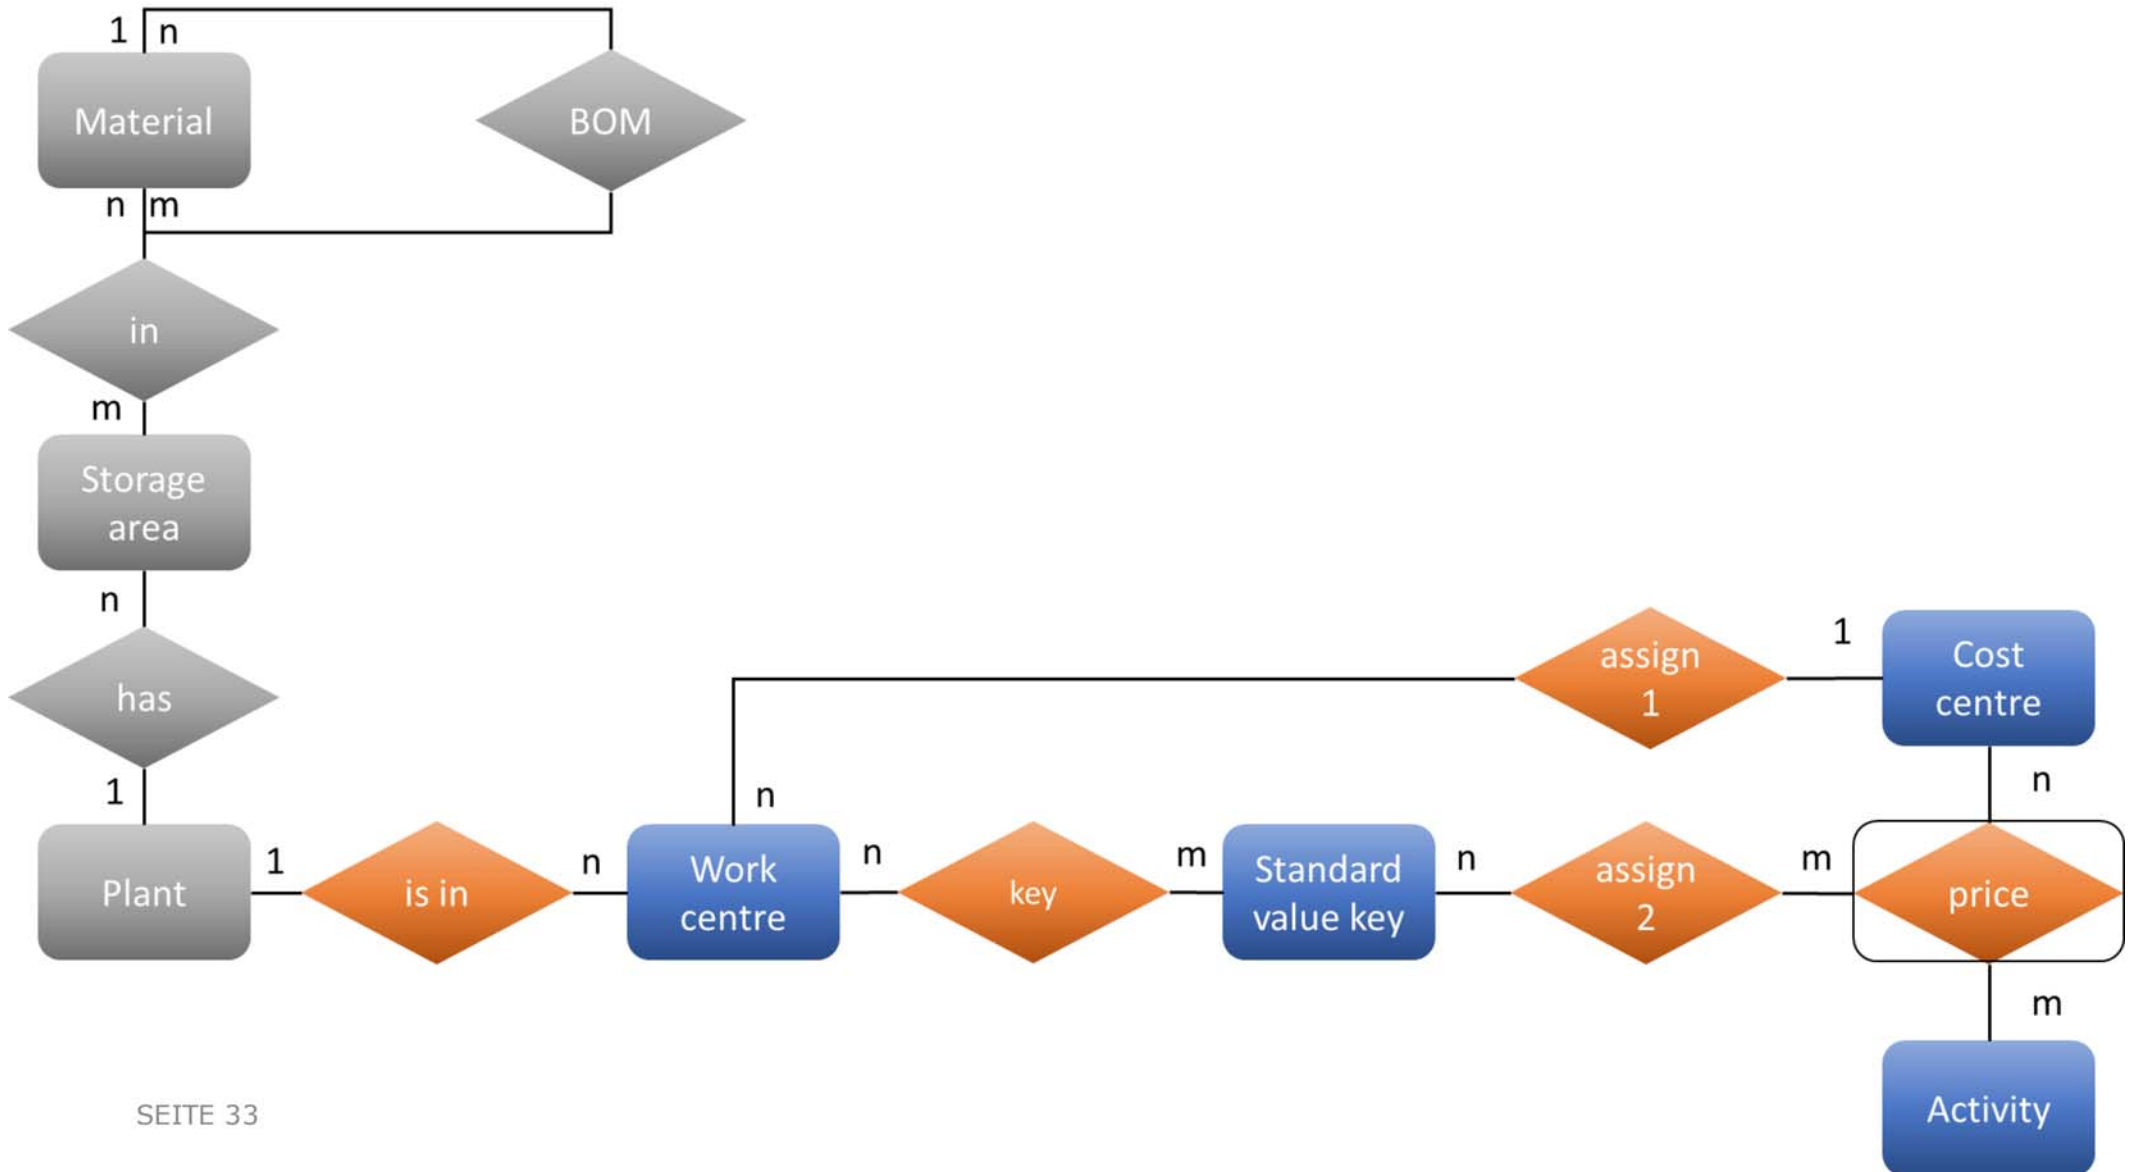 1 n
Material
BOM
n m
in
m
Storage
area
n
has
1
Plant
1
is in
n
Work
centre
n
n
key
m
Standard
value key
n
assign
2
m
price
assign
1
1
Cost
centre
n
m
Activity
SEITE 33